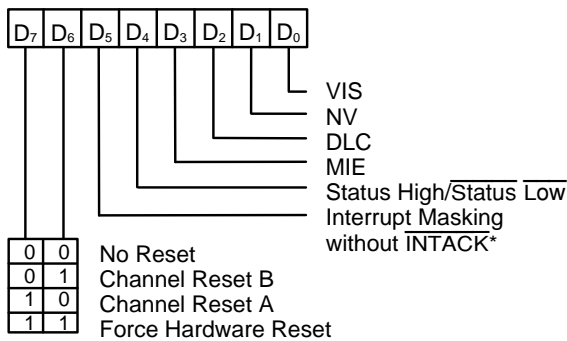 D₇ D₆ D₅ D₄ D₃ D₂ D₁ D₀
VIS
NV
DLC
MIE
Status High/Status Low
Interrupt Masking
without INTACK*
0 0 No Reset
0 1 Channel Reset B
1 0 Channel Reset A
1 1 Force Hardware Reset